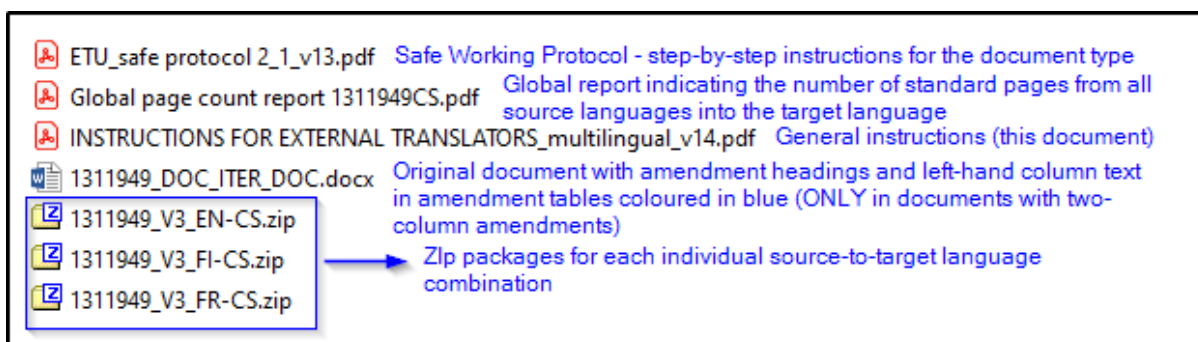 ETU_safe protocol 2_1_v13.pdf Safe Working Protocol - step-by-step instructions for the document type
Global page count report 1311949CS.pdf Global report indicating the number of standard pages from all
source languages into the target language
INSTRUCTIONS FOR EXTERNAL TRANSLATORS_multilingual_v14.pdf General instructions (this document)
1311949_DOC_ITER_DOC.docx Original document with amendment headings and left-hand column text
in amendment tables coloured in blue (ONLY in documents with two-
column amendments)
1311949_V3_EN-CS.zip
1311949_V3_FI-CS.zip ZIp packages for each individual source-to-target language
combination
1311949_V3_FR-CS.zip